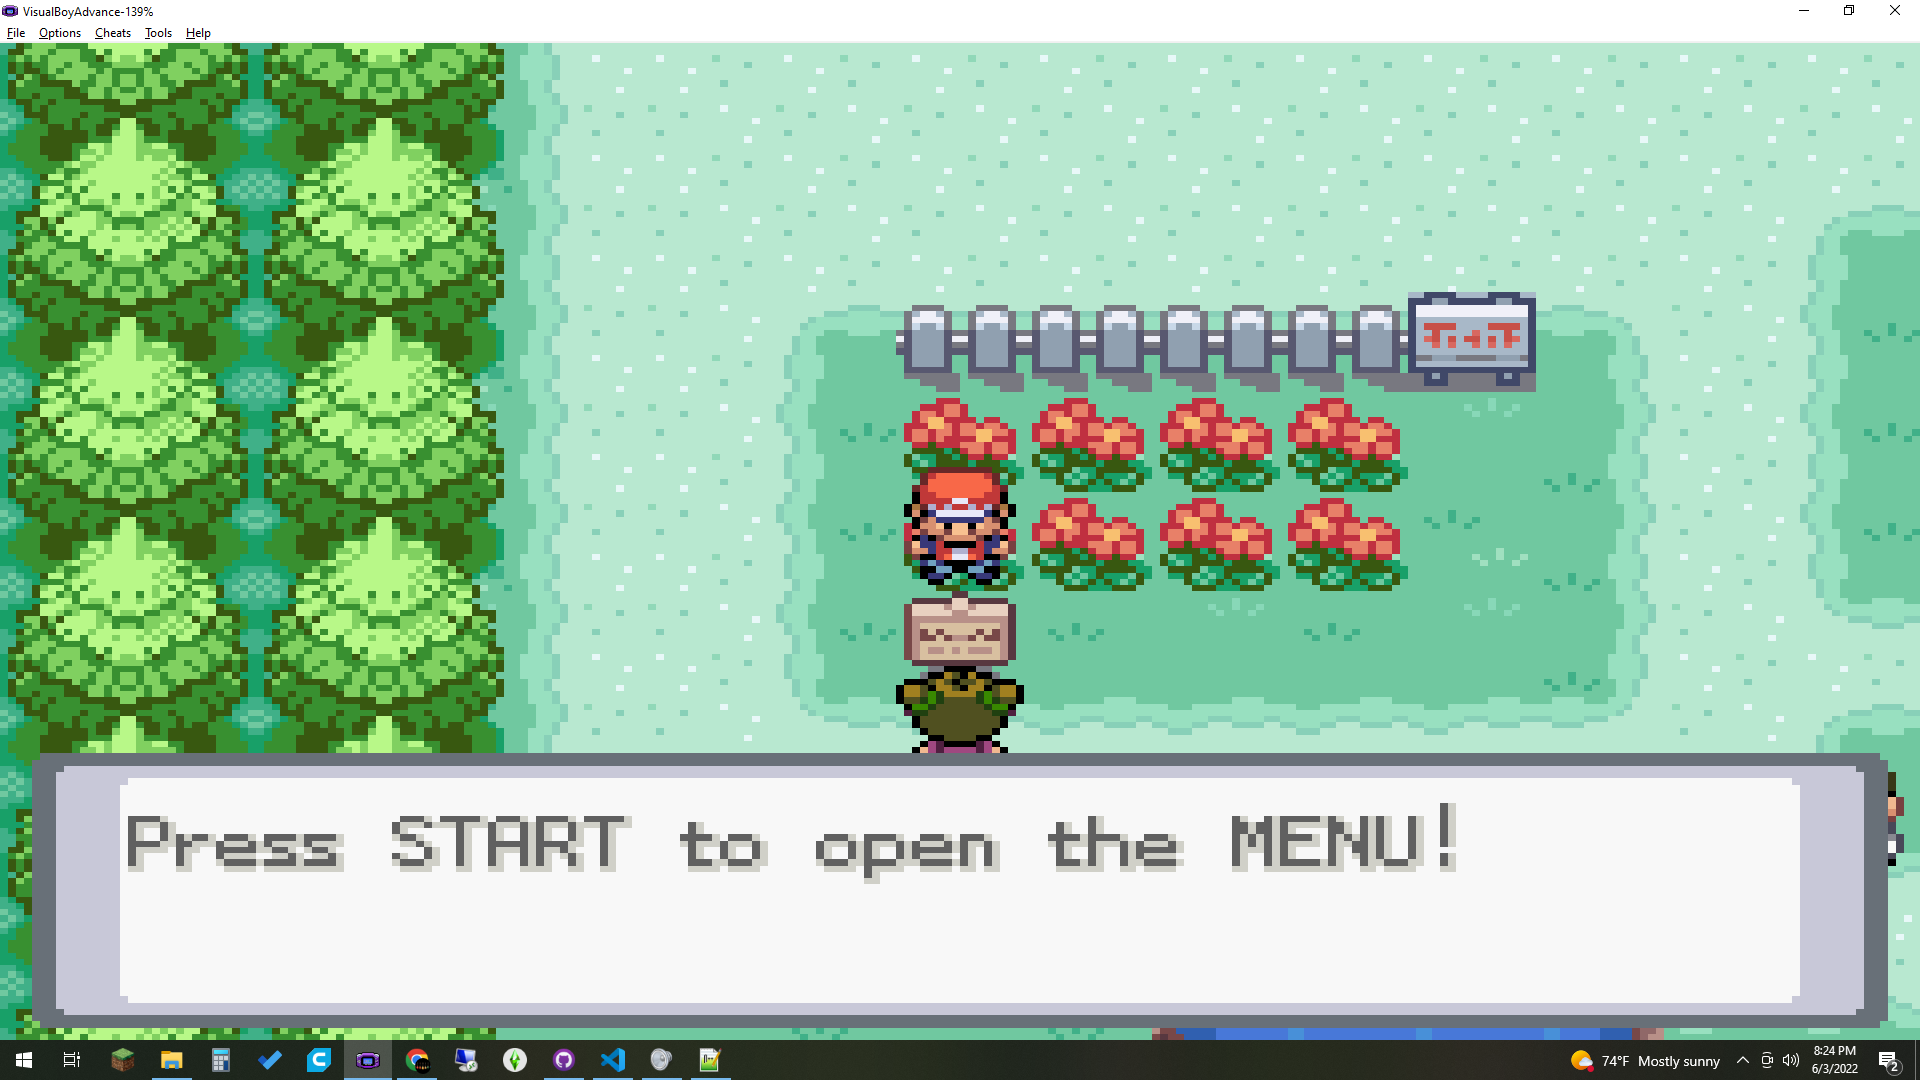 VisualBoyAdvance-139%
File Options Cheats Tools Help
Press START to open the MENU!
74°F Mostly sunny
8:24 PM
6/3/2022
2